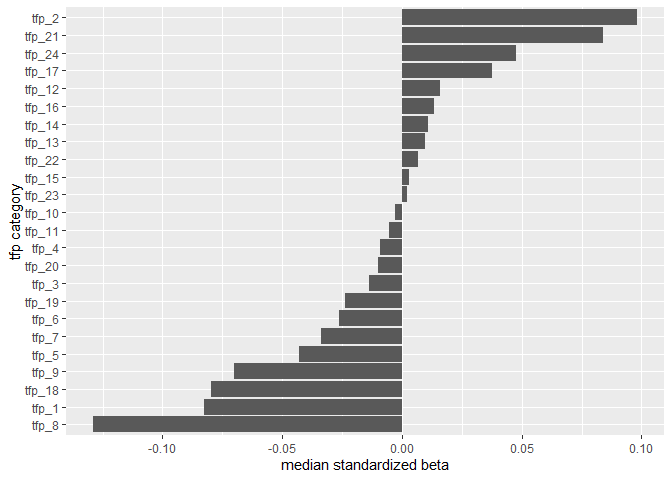 tfp_2
tfp_21
tfp_24
tfp_17
tfp_12
tfp_16
tfp_14
tfp_13
tfp_22
tfp_15
tfp_23
tfp_10
tfp_11
tfp_4
tfp_20
tfp_3
tfp_19
tfp_6
tfp_7
tfp_5
tfp_9
tfp_18
tfp_1
tfp_8
tfp category
-0.10 -0.05 0.00 0.05 0.10
median standardized beta